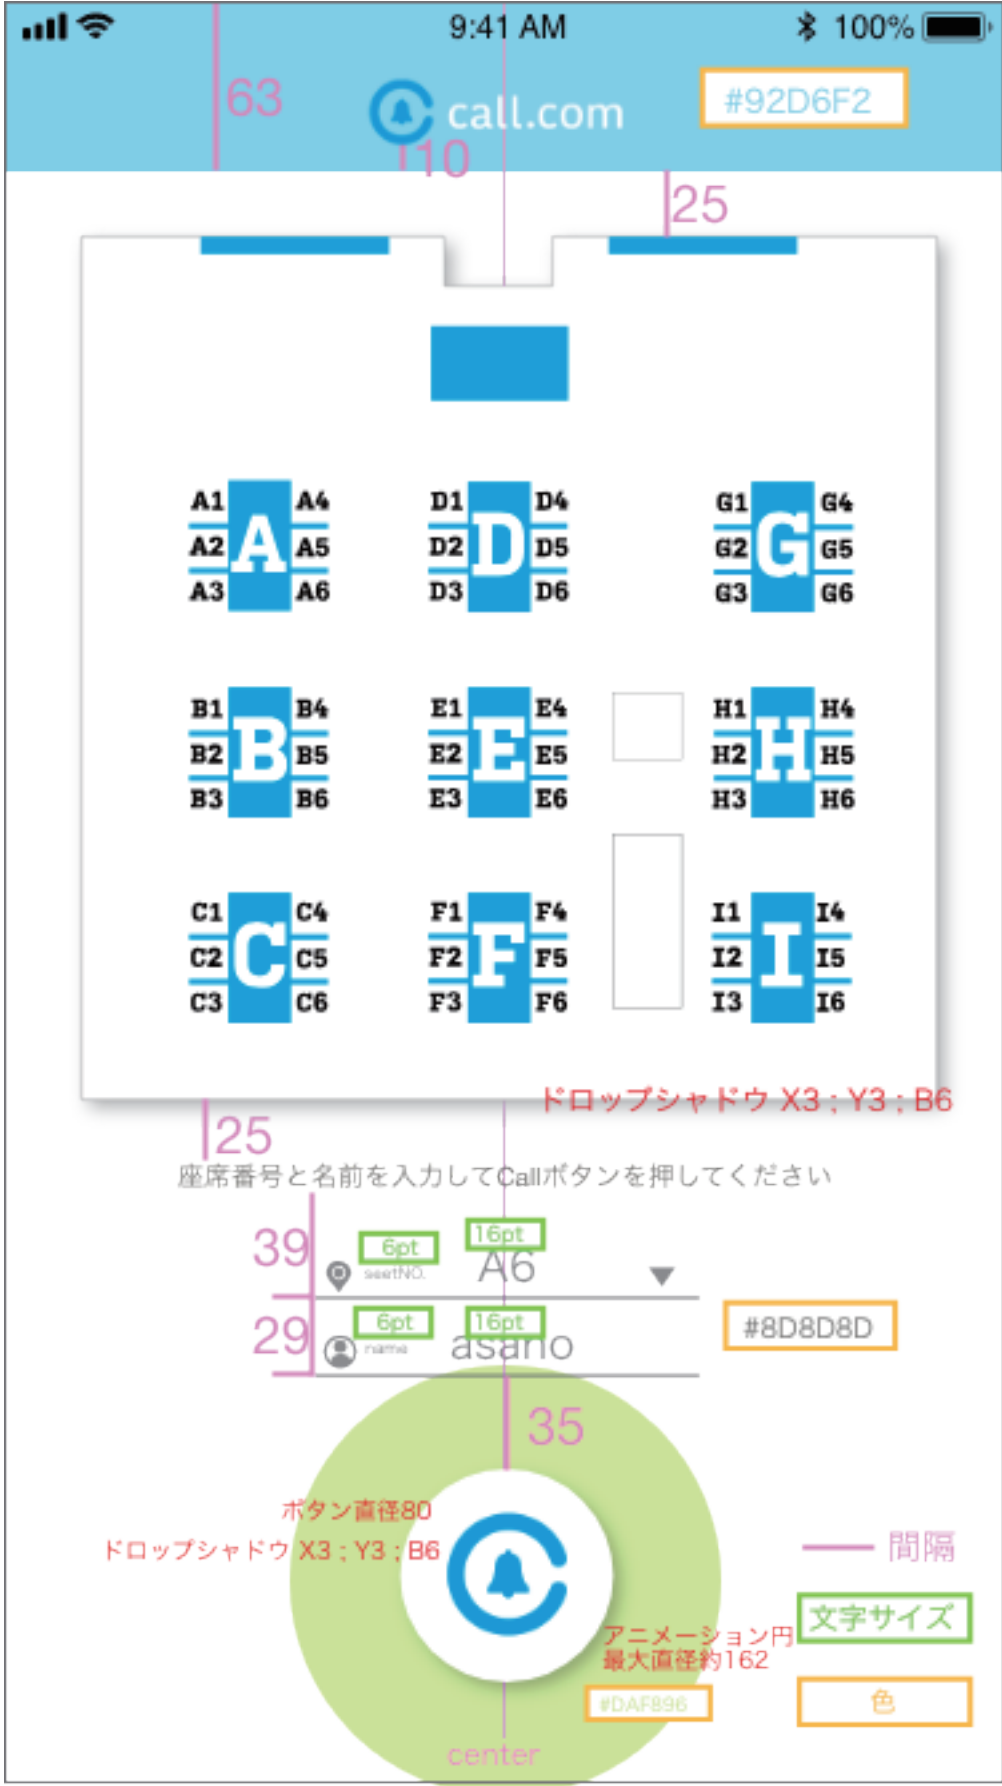 9:41 AM
100%
63
call.com
#92D6F2
10
25
A1 A4 D1 D4 G1 G4
A2 A A5 D2 D D5 G2 G G5
A3 A6 D3 D6 G3 G6
B1 B4 E1 E4 H1 H4
B2 B B5 E2 E E5 H2 H H5
B3 B6 E3 E6 H3 H6
C1 C4 F1 F4 I1 I4
C2 C C5 F2 F F5 I2 I I5
C3 C6 F3 F6 I3 I6
ドロップシャドウ X3 ; Y3 ; B6
25
座席番号と名前を入力してCallボタンを押してください
39
6pt
16pt
seetNO.
A6
29
6pt
16pt
name
asano
#8D8D8D
35
ボタン直径80
ドロップシャドウ X3 ; Y3 ; B6
間隔
文字サイズ
アニメーション円
最大直径約162
#DAF896
色
center